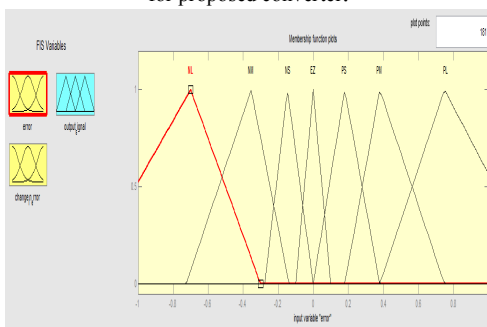 for proposed converter.
plot points:
181
FIS Variables
Membership function plots
NL NM NS EZ PS PM PL
1
error
output_signal
0.5
change_in_error
0
-1 -0.8 -0.6 -0.4 -0.2 0 0.2 0.4 0.6 0.8
input variable "error"